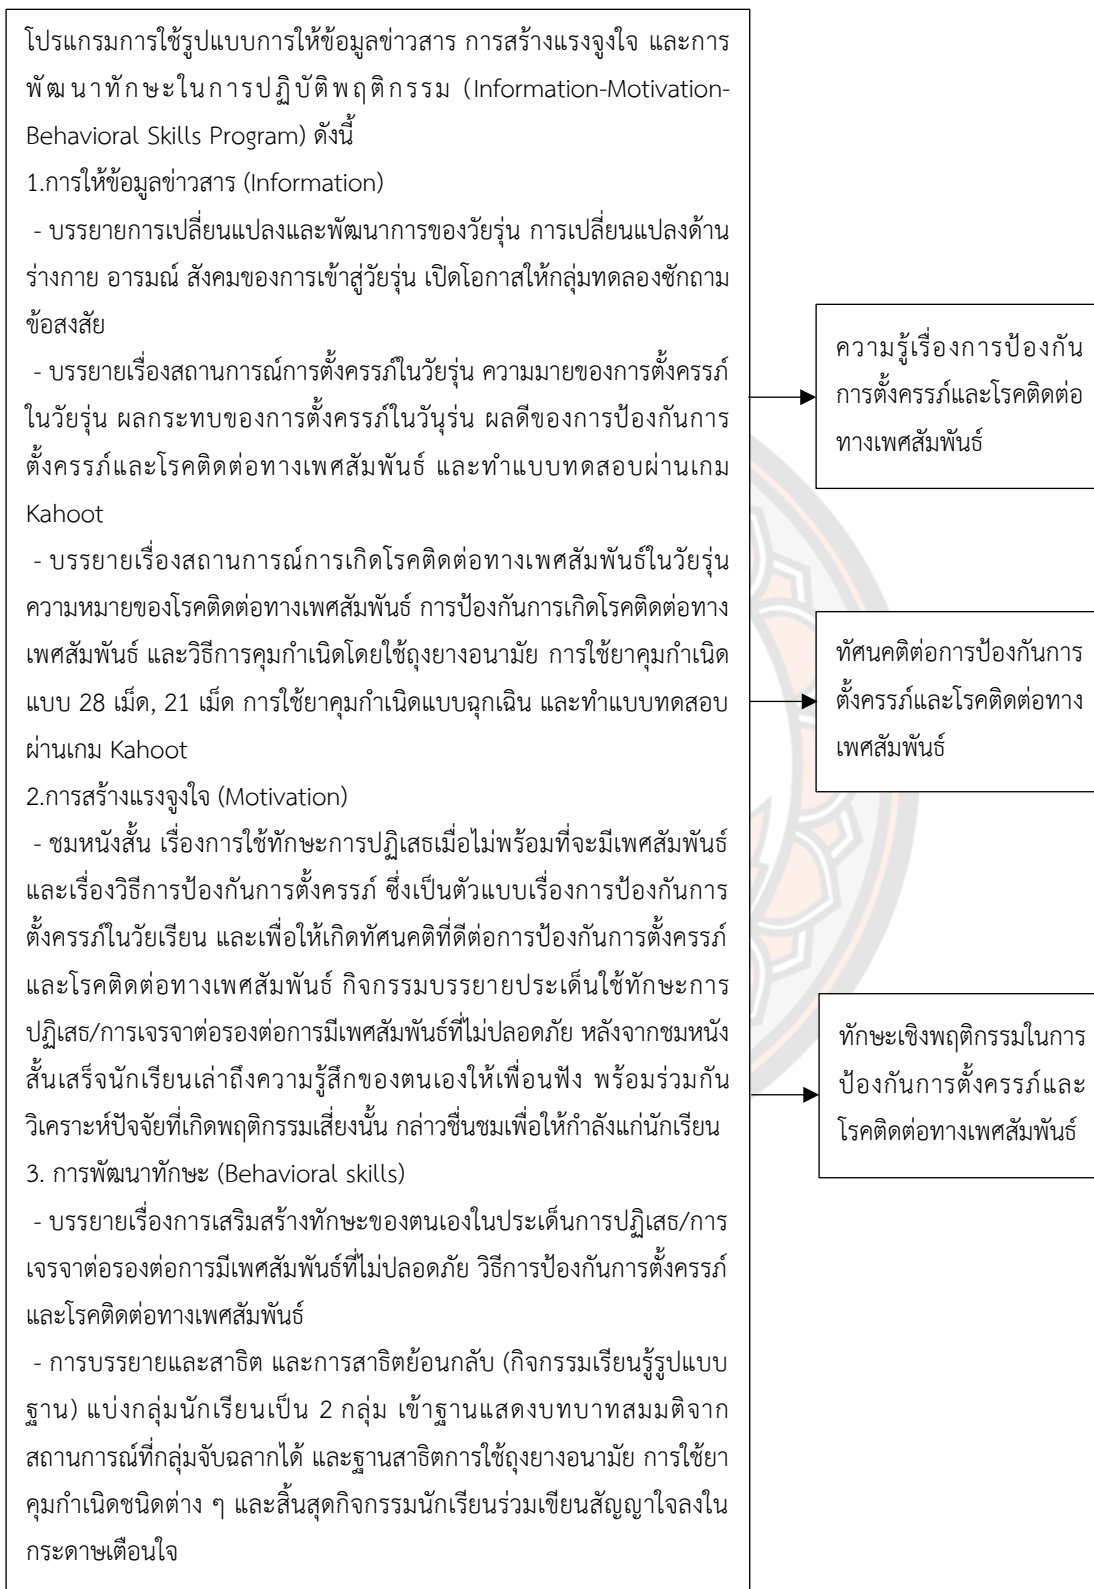 โปรแกรมการใช้รูปแบบการให้ข้อมูลข่าวสาร การสร้างแรงจูงใจ และการ
พัฒนาทักษะในการปฏิบัติพฤติกรรม (Information-Motivation-
Behavioral Skills Program) ดังนี้
1.การให้ข้อมูลข่าวสาร (Information)
- บรรยายการเปลี่ยนแปลงและพัฒนาการของวัยรุ่น การเปลี่ยนแปลงด้าน
ร่างกาย อารมณ์ สังคมของการเข้าสู่วัยรุ่น เปิดโอกาสให้กลุ่มทดลองซักถาม
ข้อสงสัย
- บรรยายเรื่องสถานการณ์การตั้งครรภ์ในวัยรุ่น ความมายของการตั้งครรภ์
ในวัยรุ่น ผลกระทบของการตั้งครรภ์ในวันุร่น ผลดีของการป้องกันการ
ตั้งครรภ์และโรคติดต่อทางเพศสัมพันธ์ และทำแบบทดสอบผ่านเกม
Kahoot
- บรรยายเรื่องสถานการณ์การเกิดโรคติดต่อทางเพศสัมพันธ์ในวัยรุ่น
ความหมายของโรคติดต่อทางเพศสัมพันธ์ การป้องกันการเกิดโรคติดต่อทาง
เพศสัมพันธ์ และวิธีการคุมกำเนิดโดยใช้ถุงยางอนามัย การใช้ยาคุมกำเนิด
แบบ 28 เม็ด, 21 เม็ด การใช้ยาคุมกำเนิดแบบฉุกเฉิน และทำแบบทดสอบ
ผ่านเกม Kahoot
2.การสร้างแรงจูงใจ (Motivation)
- ชมหนังสั้น เรื่องการใช้ทักษะการปฏิเสธเมื่อไม่พร้อมที่จะมีเพศสัมพันธ์
และเรื่องวิธีการป้องกันการตั้งครรภ์ ซึ่งเป็นตัวแบบเรื่องการป้องกันการ
ตั้งครรภ์ในวัยเรียน และเพื่อให้เกิดทัศนคติที่ดีต่อการป้องกันการตั้งครรภ์
และโรคติดต่อทางเพศสัมพันธ์ กิจกรรมบรรยายประเด็นใช้ทักษะการ
ปฏิเสธ/การเจรจาต่อรองต่อการมีเพศสัมพันธ์ที่ไม่ปลอดภัย หลังจากชมหนัง
สั้นเสร็จนักเรียนเล่าถึงความรู้สึกของตนเองให้เพื่อนฟัง พร้อมร่วมกัน
วิเคราะห์ปัจจัยที่เกิดพฤติกรรมเสี่ยงนั้น กล่าวชื่นชมเพื่อให้กำลังแก่นักเรียน
3. การพัฒนาทักษะ (Behavioral skills)
- บรรยายเรื่องการเสริมสร้างทักษะของตนเองในประเด็นการปฏิเสธ/การ
เจรจาต่อรองต่อการมีเพศสัมพันธ์ที่ไม่ปลอดภัย วิธีการป้องกันการตั้งครรภ์
และโรคติดต่อทางเพศสัมพันธ์
- การบรรยายและสาธิต และการสาธิตย้อนกลับ (กิจกรรมเรียนรู้รูปแบบ
ฐาน) แบ่งกลุ่มนักเรียนเป็น 2 กลุ่ม เข้าฐานแสดงบทบาทสมมติจาก
สถานการณ์ที่กลุ่มจับฉลากได้ และฐานสาธิตการใช้ถุงยางอนามัย การใช้ยา
คุมกำเนิดชนิดต่าง ๆ และสิ้นสุดกิจกรรมนักเรียนร่วมเขียนสัญญาใจลงใน
กระดาษเตือนใจ
ความรู้เรื่องการป้องกัน
การตั้งครรภ์และโรคติดต่อ
ทางเพศสัมพันธ์
ทัศนคติต่อการป้องกันการ
ตั้งครรภ์และโรคติดต่อทาง
เพศสัมพันธ์
ทักษะเชิงพฤติกรรมในการ
ป้องกันการตั้งครรภ์และ
โรคติดต่อทางเพศสัมพันธ์